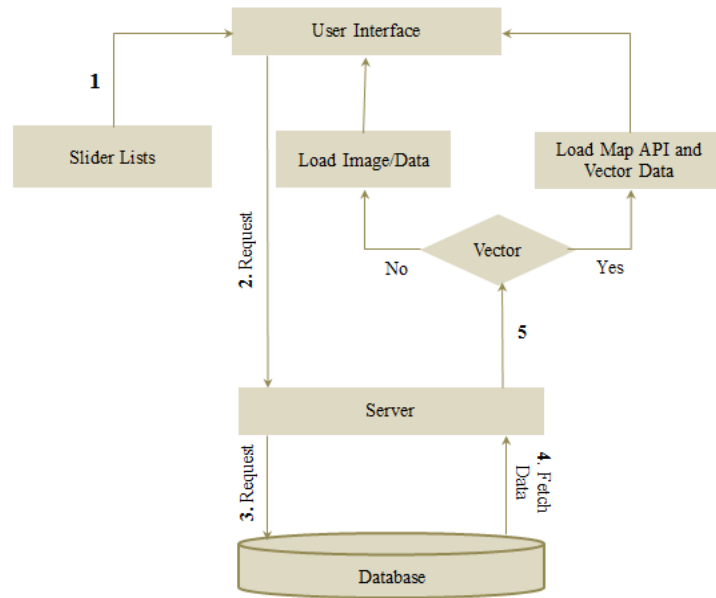 User Interface
1
Slider Lists
Load Image/Data
Load Map API and
Vector Data
2. Request
Vector
No
Yes
5
Server
3. Request
4. Fetch
Data
Database